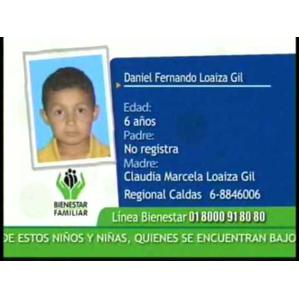 Daniel Fernando Loaiza Gil
Edad:
6 años
Padre:
No registra
Madre:
Claudia Marcela Loaiza Gil
Regional Caldas 6-8846006
BIENESTAR
FAMILIAR
Línea Bienestar 01 8000 91 80 80
DE ESTOS NIÑOS Y NIÑAS, QUIENES SE ENCUENTRAN BAJO